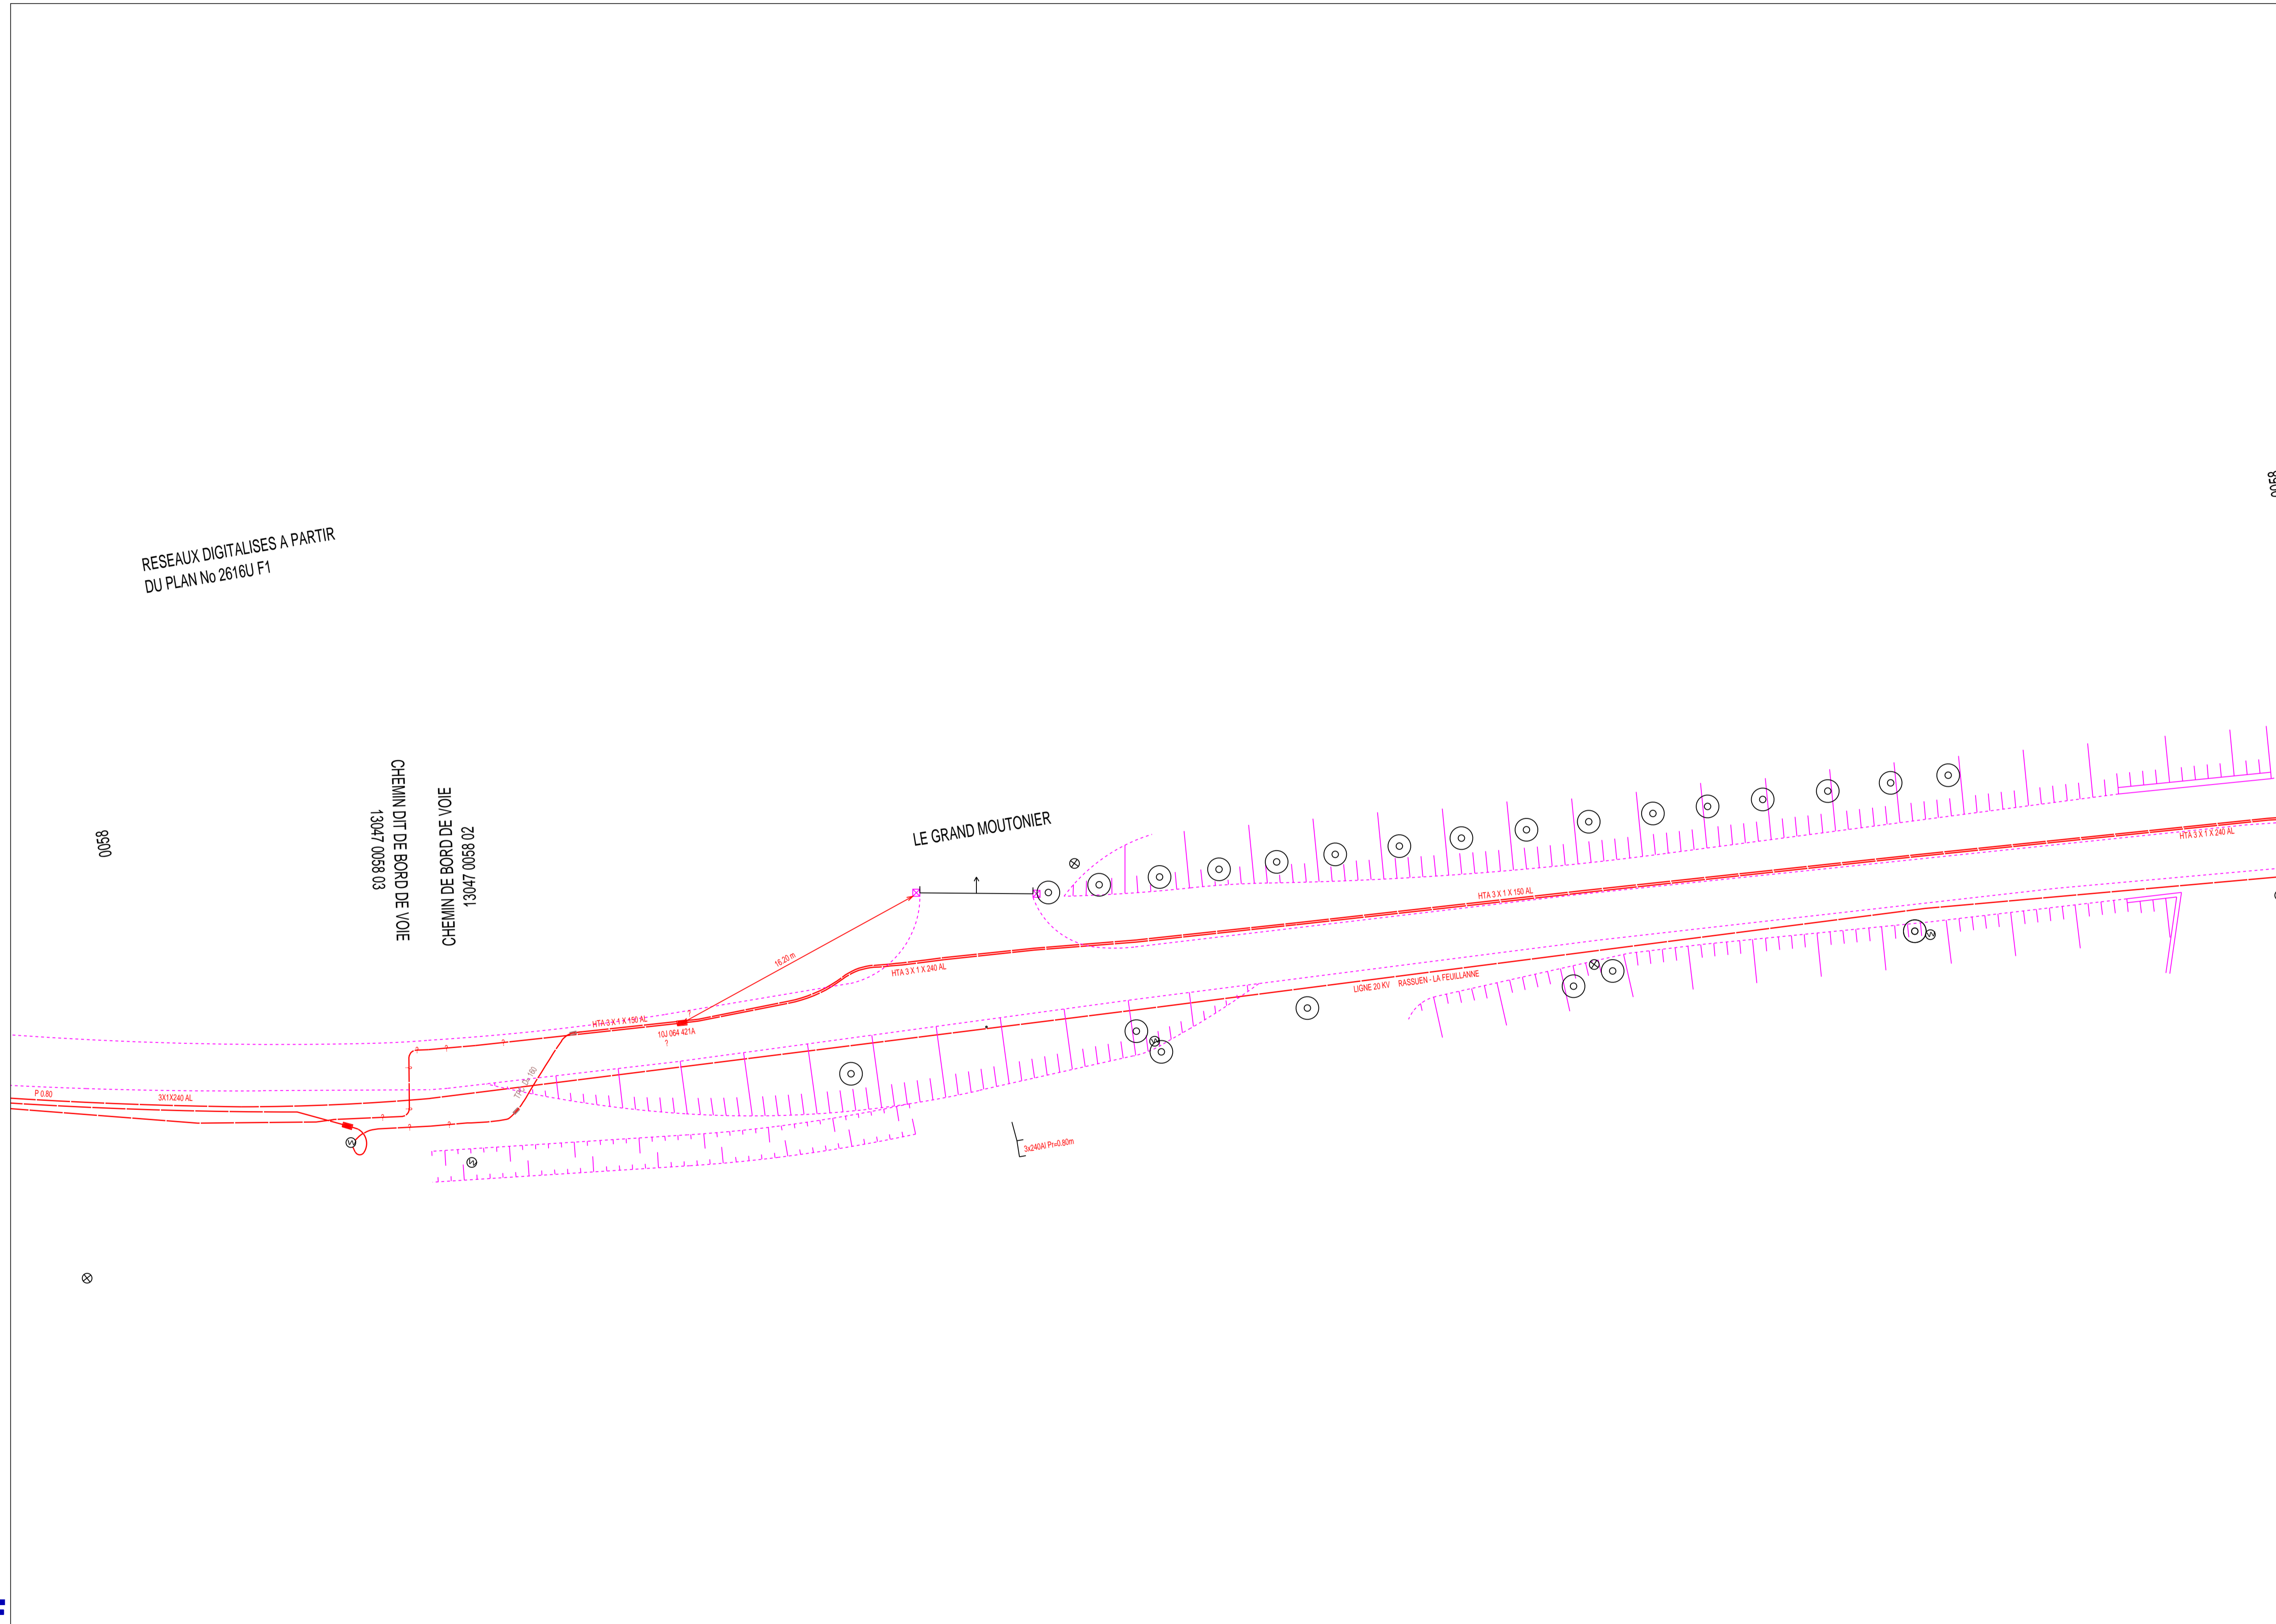 RESEAUX DIGITALISES A PARTIR
DU PLAN No 2616U F1
0050
CHEMIN DIT DE BORD DE VOIE
13047 0058 03
CHEMIN DE BORD DE VOIE
13047 0058 02
LE GRAND MOUTONIER
16.20 m
HTA 3 X 1 X 240 AL
HTA 3 X 1 X 150 AL
HTA 3 X 1 X 240 AL
LIGNE 20 KV RASSUEN - LA FEUILLANNE
HTA 3 X 1 X 150 AL
?
10J 064 421A
?
?
?
?
?
?
?
?
?
P 0.80
3X1X240 AL
3x240Al Pr=0.80m